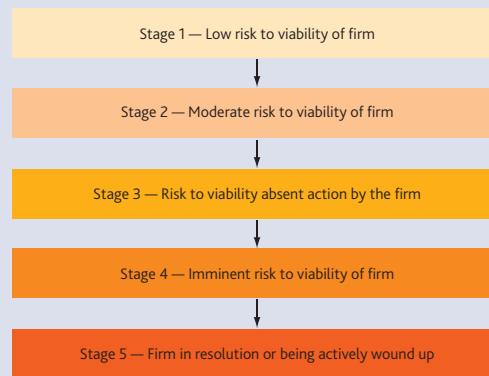 Stage 1 — Low risk to viability of firm
Stage 2 — Moderate risk to viability of firm
Stage 3 — Risk to viability absent action by the firm
Stage 4 — Imminent risk to viability of firm
Stage 5 — Firm in resolution or being actively wound up